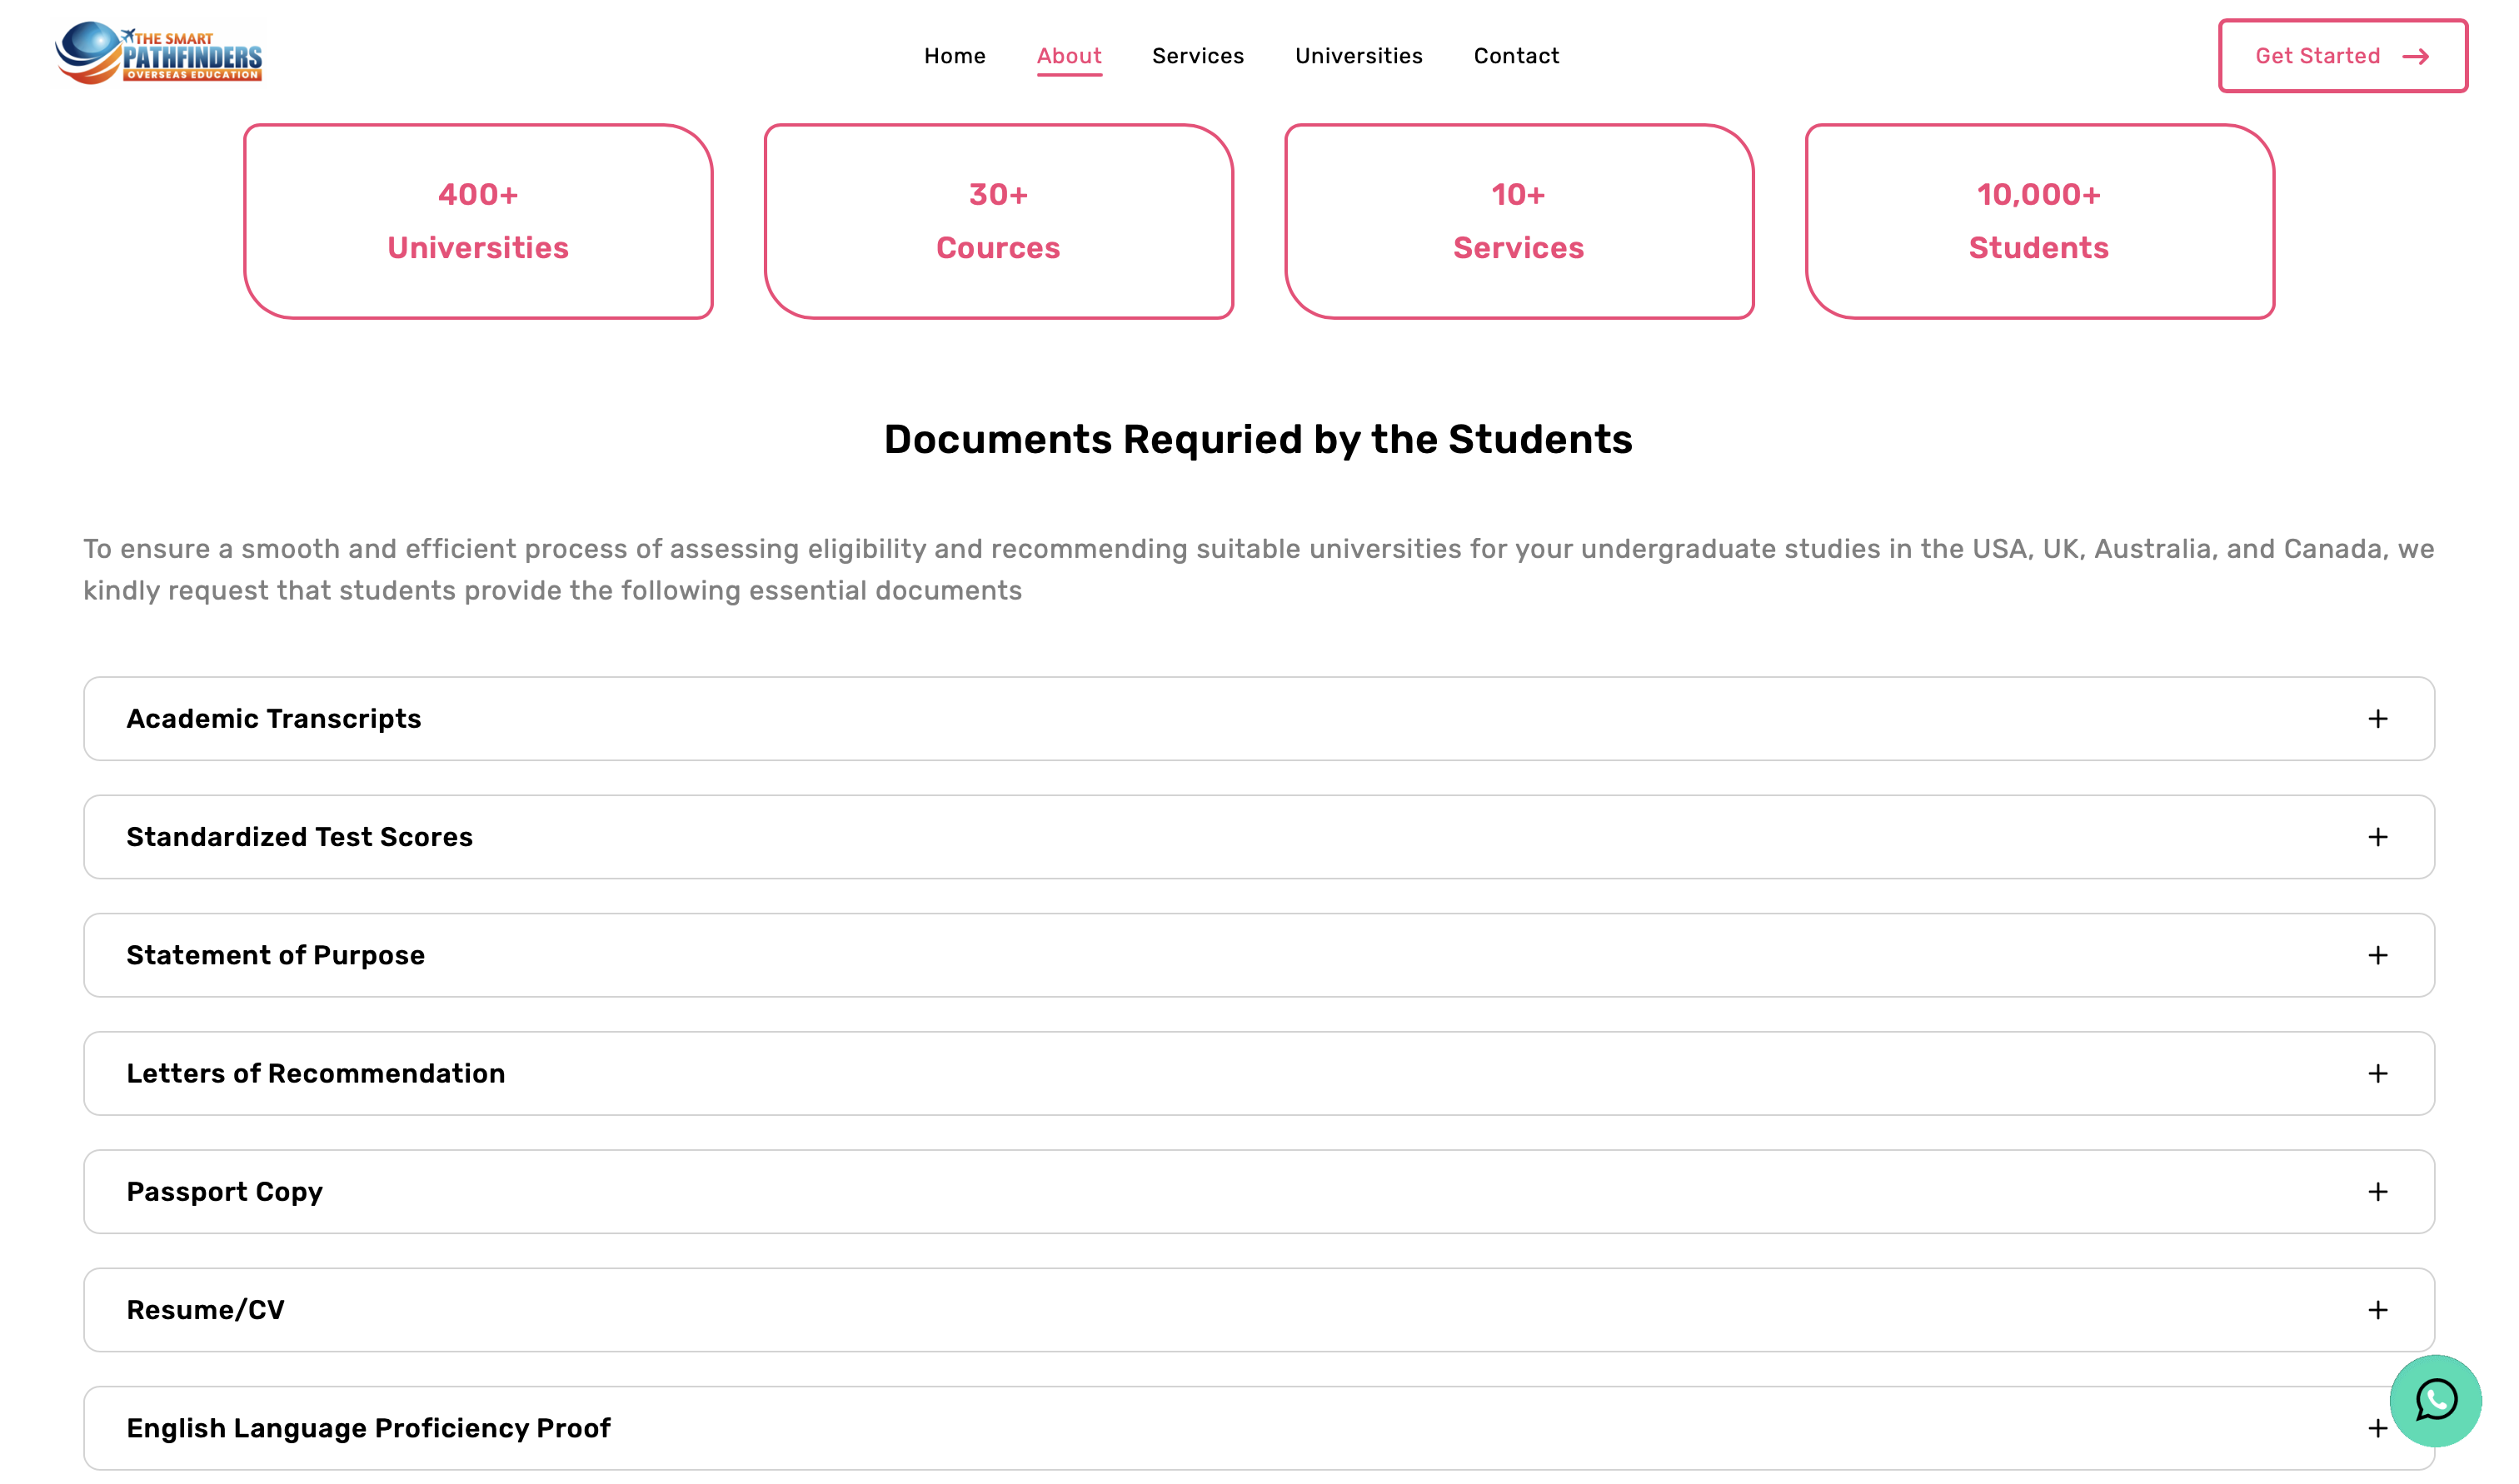 THE SMART
PATHFINDERS
OVERSEAS EDUCATION
Home
About
Services
Universities
Contact
Get Started
400+
Universities
30+
Cources
10+
Services
10,000+
Students
Documents Requried by the Students
To ensure a smooth and efficient process of assessing eligibility and recommending suitable universities for your undergraduate studies in the USA, UK, Australia, and Canada, we
kindly request that students provide the following essential documents
Academic Transcripts
Standardized Test Scores
Statement of Purpose
Letters of Recommendation
Passport Copy
Resume/CV
English Language Proficiency Proof